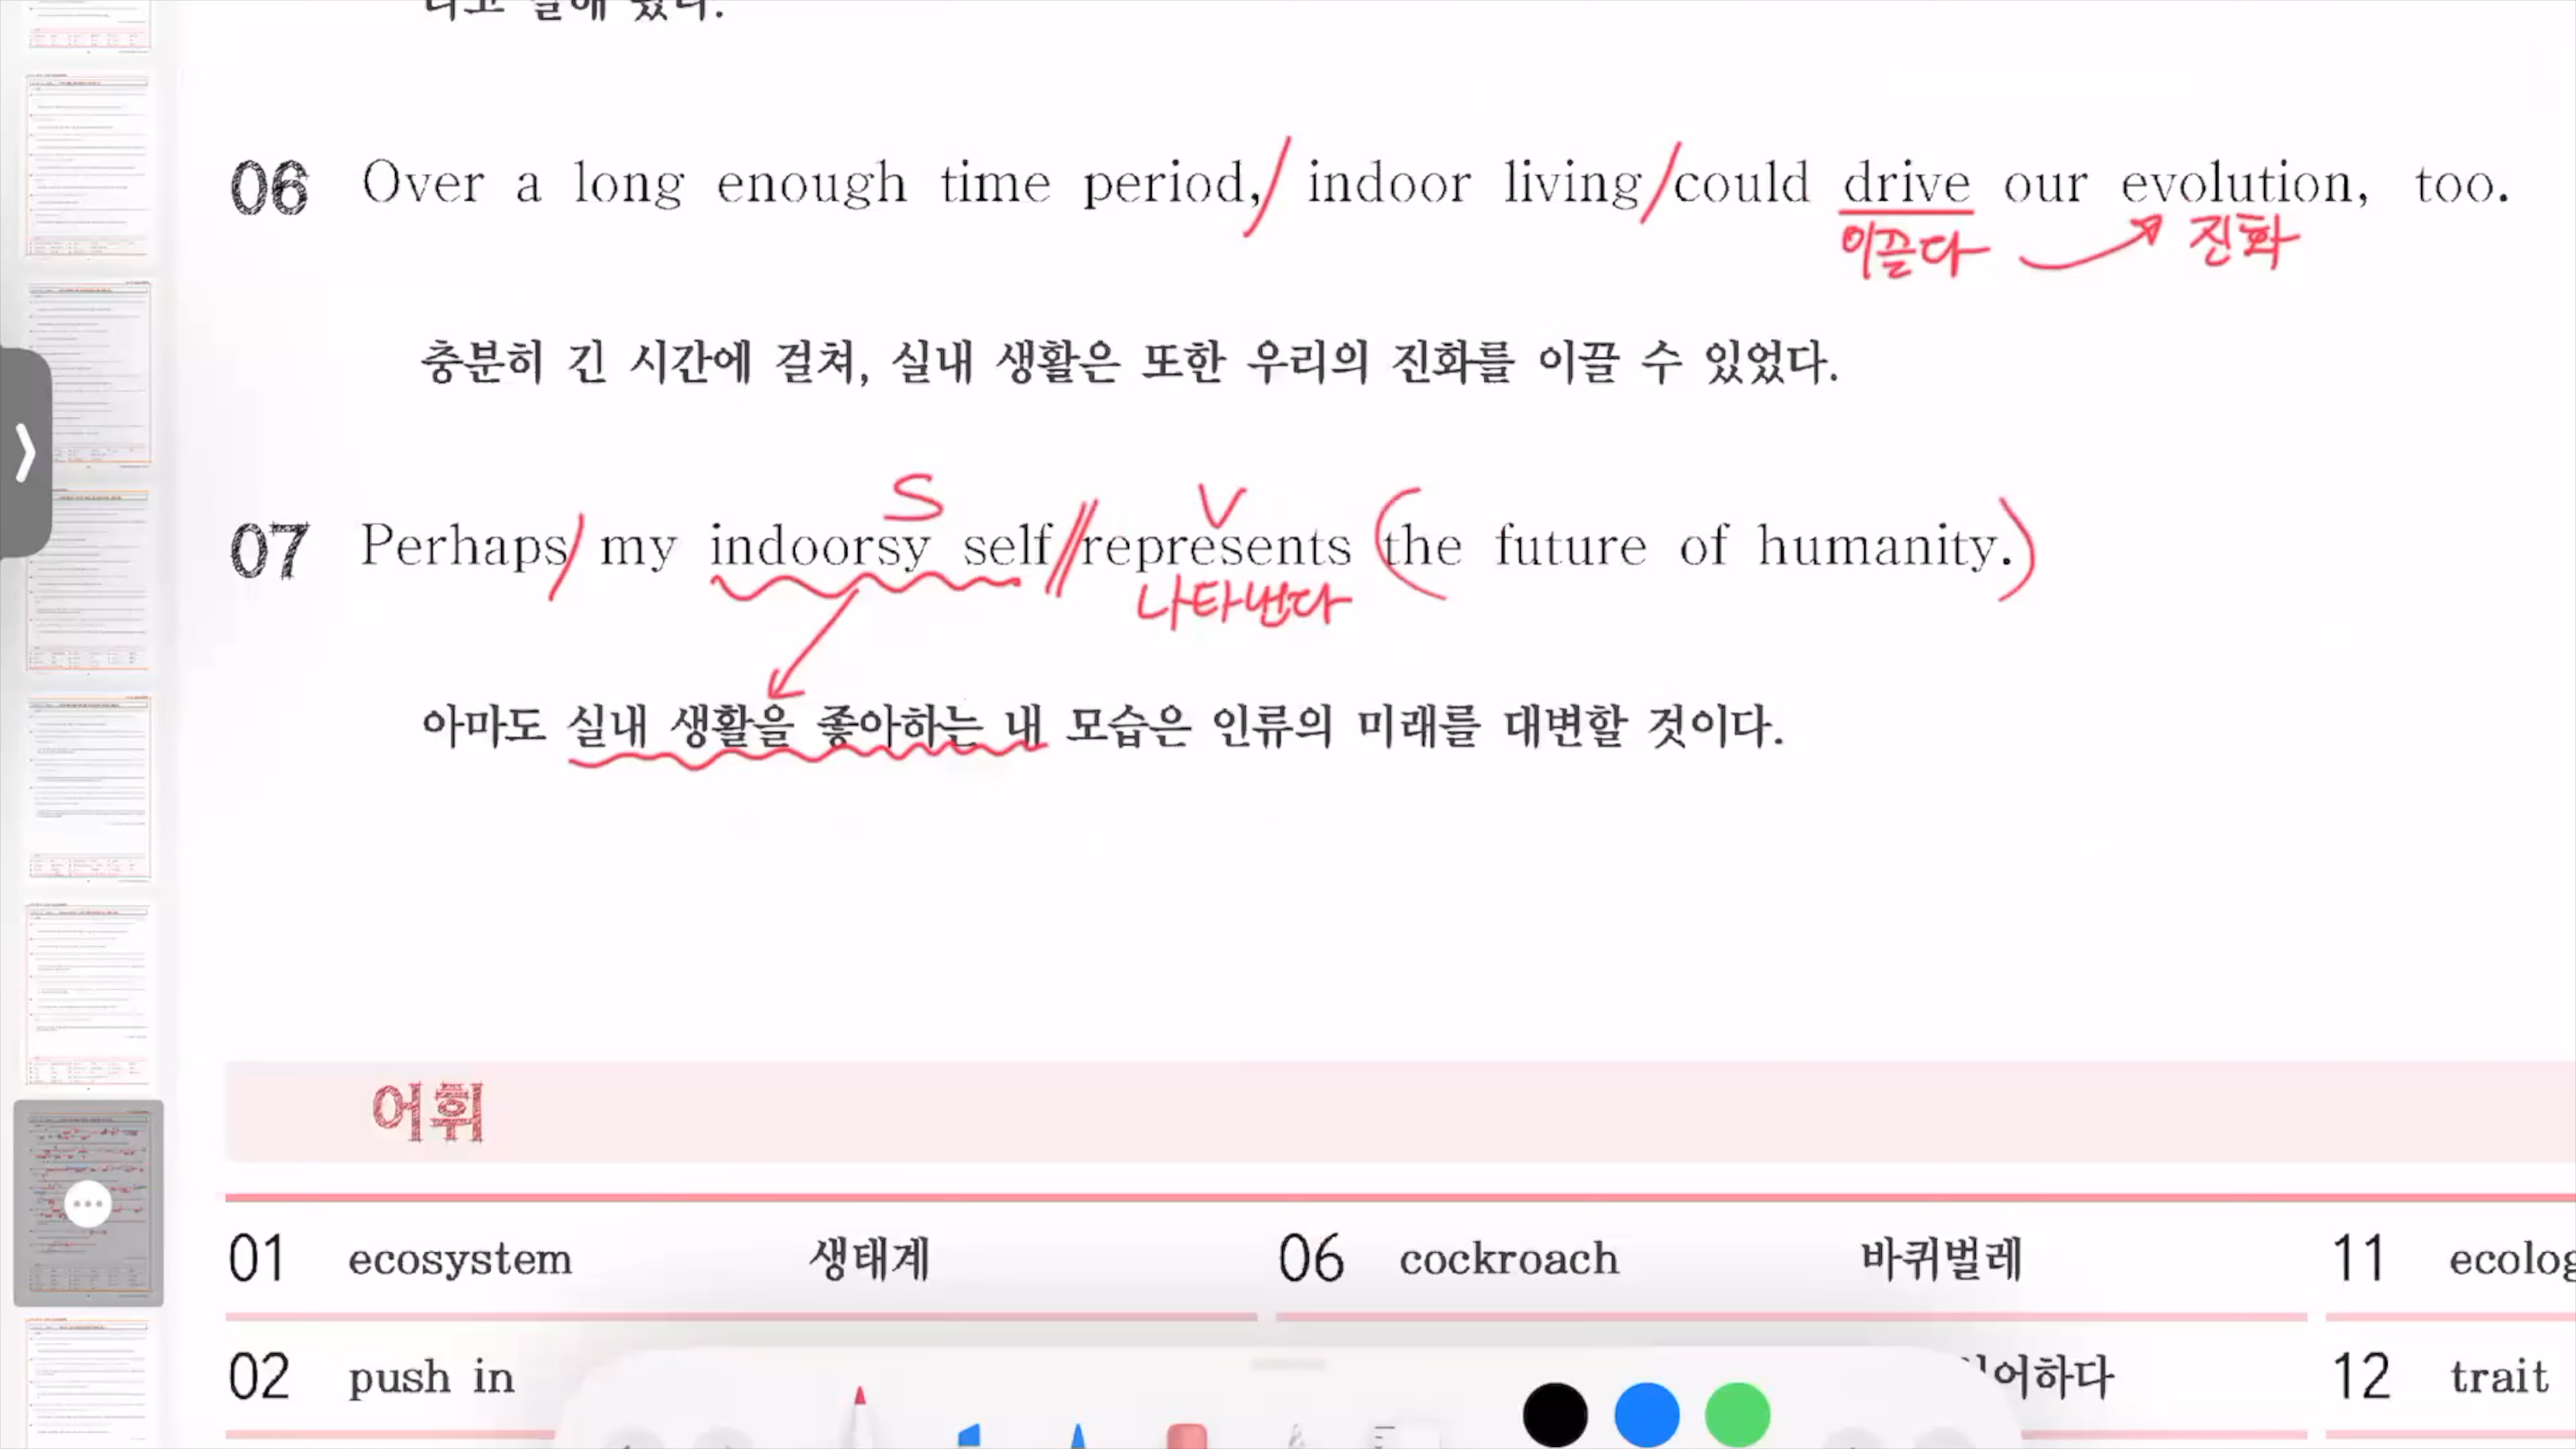 06 Over a long enough time period, indoor living could drive our evolution, too.
이끌다 진화
충분히 긴 시간에 걸쳐, 실내 생활은 또한 우리의 진화를 이끌 수 있었다.
S V
07 Perhaps my indoorsy self represents the future of humanity.
나타낸다
아마도 실내 생활을 좋아하는 내 모습은 인류의 미래를 대변할 것이다.
어휘
01 ecosystem 생태계 06 cockroach 바퀴벌레 11
02 push in 12 trait